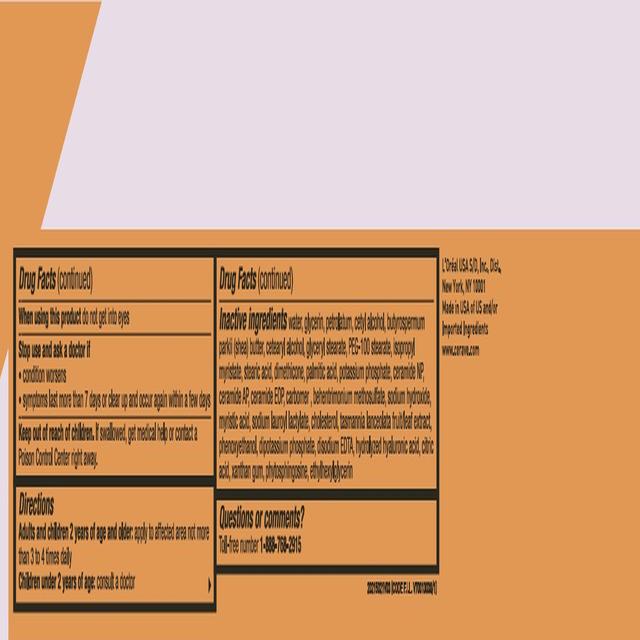 Drug Facts (continued)
When using this product do not get into eyes
Stop use and ask a doctor if
• condition worsens
• symptoms last more than 7 days or clear up and occur again within a few days
Keep out of reach of children. If swallowed, get medical help or contact a
Poison Control Center right away.
Directions
Adults and children 2 years of age and older: apply to affected area not more
than 3 to 4 times daily
Children under 2 years of age: consult a doctor
Drug Facts (continued)
Inactive ingredients water, glycerin, petrolatum, cetyl alcohol, butyrospermum
parkii (shea) butter, cetearyl alcohol, glyceryl stearate, PEG-100 stearate, isopropyl
myristate, stearic acid, dimethicone, palmitic acid, potassium phosphate, ceramide NP,
ceramide AP, ceramide EOP, carbomer, behentrimonium methosulfate, sodium hydroxide,
myristic acid, sodium lauroyl lactylate, cholesterol, tasmannia lanceolata fruit/leaf extract,
phenoxyethanol, dipotassium phosphate, disodium EDTA, hydrolyzed hyaluronic acid, citric
acid, xanthan gum, phytosphingosine, ethylhexylglycerin
Questions or comments?
Toll-free number 1-888-768-2915
L'Oréal USA S/D, Inc., Dist.,
New York, NY 10001
Made in USA of US and/or
Imported Ingredients
www.cerave.com